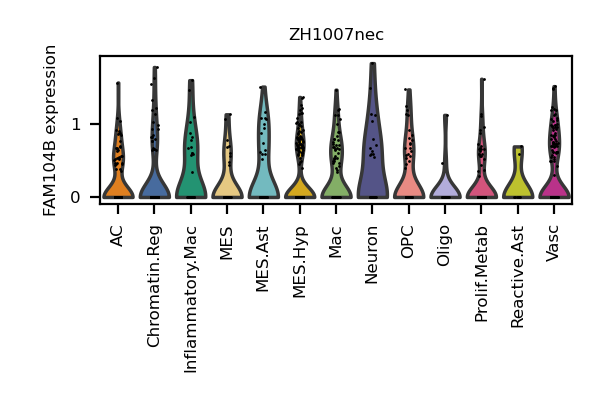 ZH1007nec
FAM104B expression
1
0
AC
Chromatin.Reg
Inflammatory.Mac
MES
MES.Ast
MES.Hyp
Mac
Neuron
OPC
Oligo
Prolif.Metab
Reactive.Ast
Vasc